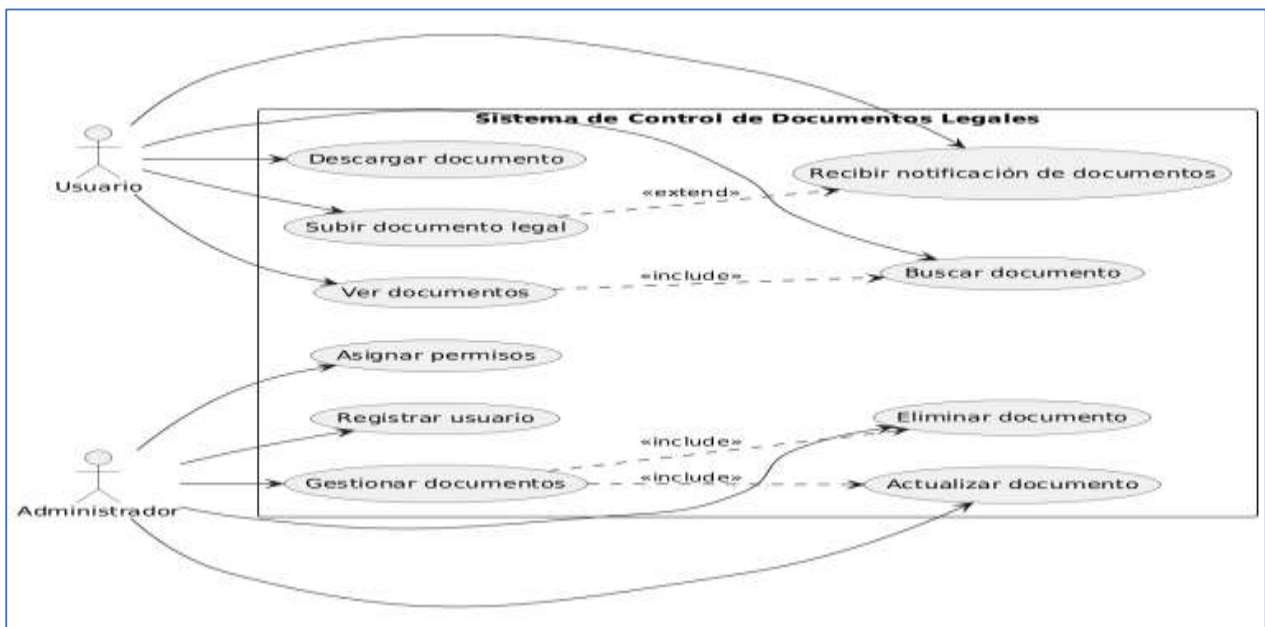 Sistema de Control de Documentos Legales
Usuario
Descargar documento
Recibir notificación de documentos
«extend»
Subir documento legal
«include»
Buscar documento
Ver documentos
Asignar permisos
Registrar usuario
Eliminar documento
«include»
Administrador
Gestionar documentos
«include»
Actualizar documento